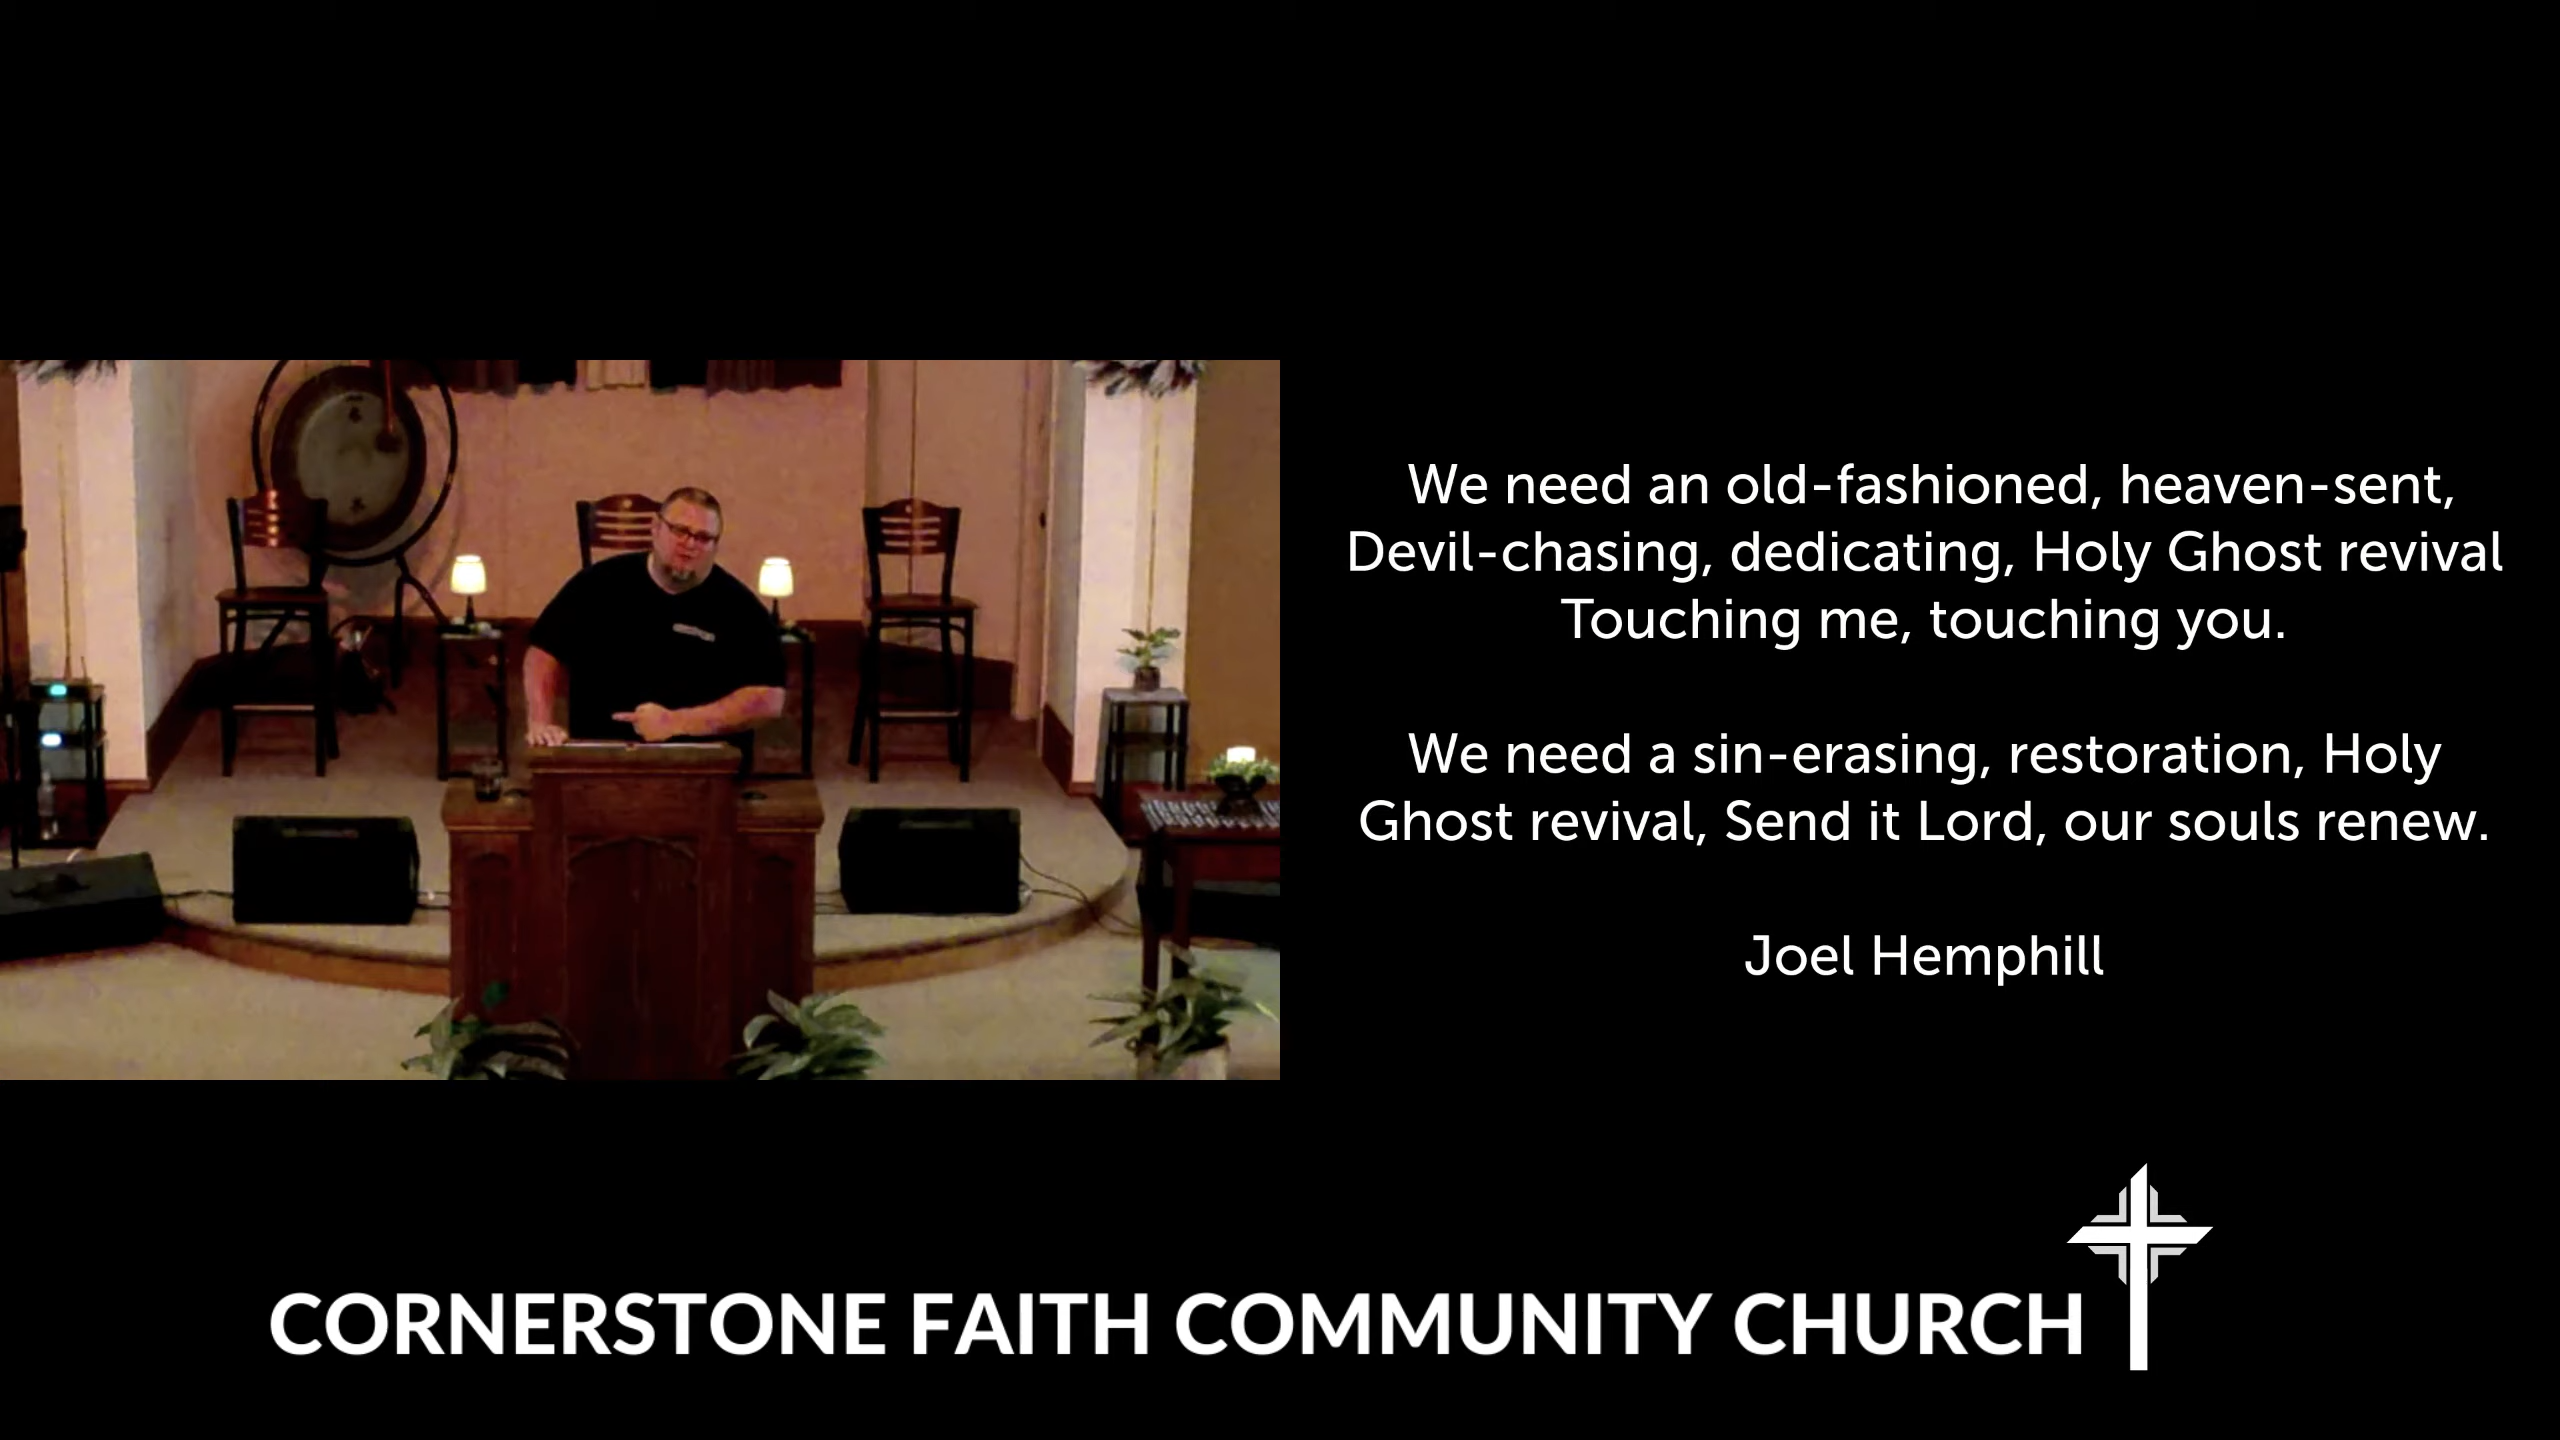 We need an old-fashioned, heaven-sent,
Devil-chasing, dedicating, Holy Ghost revival
Touching me, touching you.
We need a sin-erasing, restoration, Holy
Ghost revival, Send it Lord, our souls renew.
Joel Hemphill
CORNERSTONE FAITH COMMUNITY CHURCH